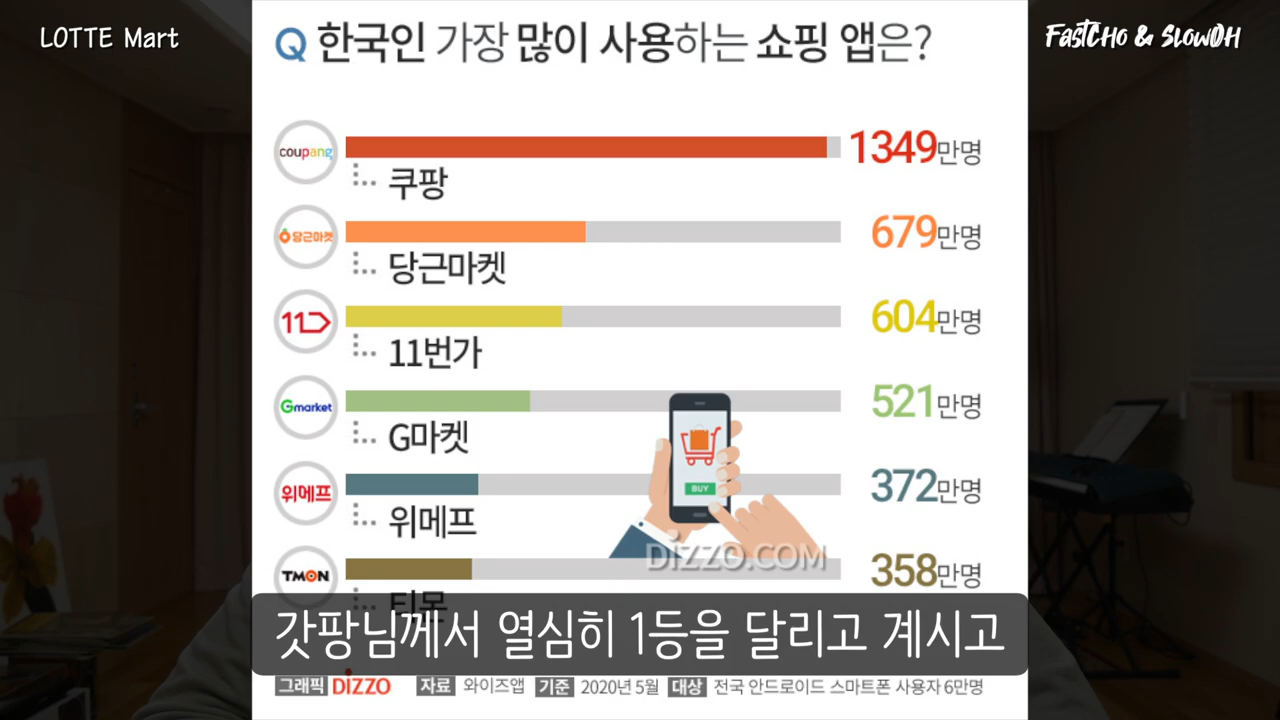 LOTTE Mart
FastCho & SlowOH
Q 한국인 가장 많이 사용하는 쇼핑 앱은?
coupang
1349만명
쿠팡
당근마켓
679만명
당근마켓
11
604만명
11번가
Gmarket
521만명
G마켓
위메프
372만명
위메프
BUY
DIZZO.COM
TMON
358만명
티몬
갓팡님께서 열심히 1등을 달리고 계시고
그래픽 DIZZO 자료 와이즈앱 기준 2020년 5월 대상 전국 안드로이드 스마트폰 사용자 6만명